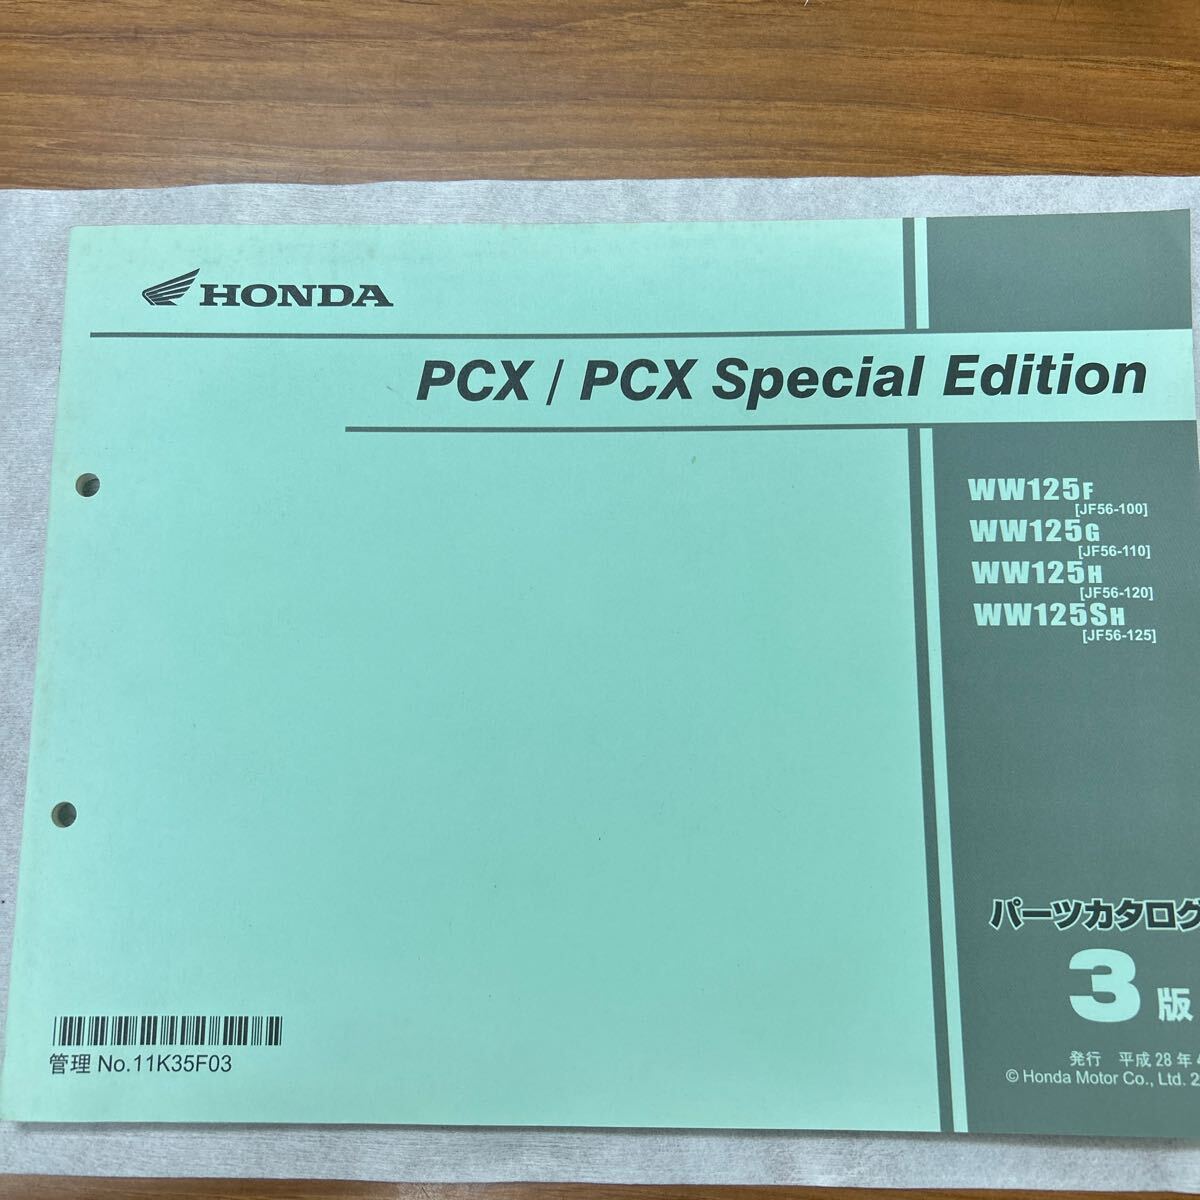 HONDA
PCX / PCX Special Edition
WW125F
[JF56-100]
WW125G
[JF56-110]
WW125H
[JF56-120]
WW125SH
[JF56-125]
パーツカタログ
3版
発行 平成28年
© Honda Motor Co., Ltd.
管理 No.11K35F03